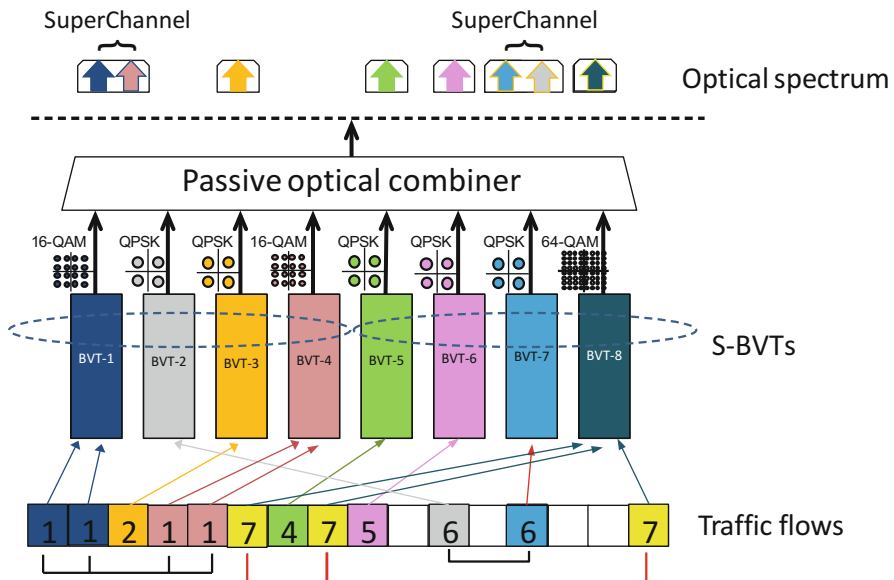 SuperChannel SuperChannel
Optical spectrum
Passive optical combiner
16-QAM QPSK QPSK 16-QAM QPSK QPSK QPSK 64-QAM
BVT-1 BVT-2 BVT-3 BVT-4 BVT-5 BVT-6 BVT-7 BVT-8
S-BVTs
1 1 2 1 1 7 4 7 5 6 6 7
Traffic flows